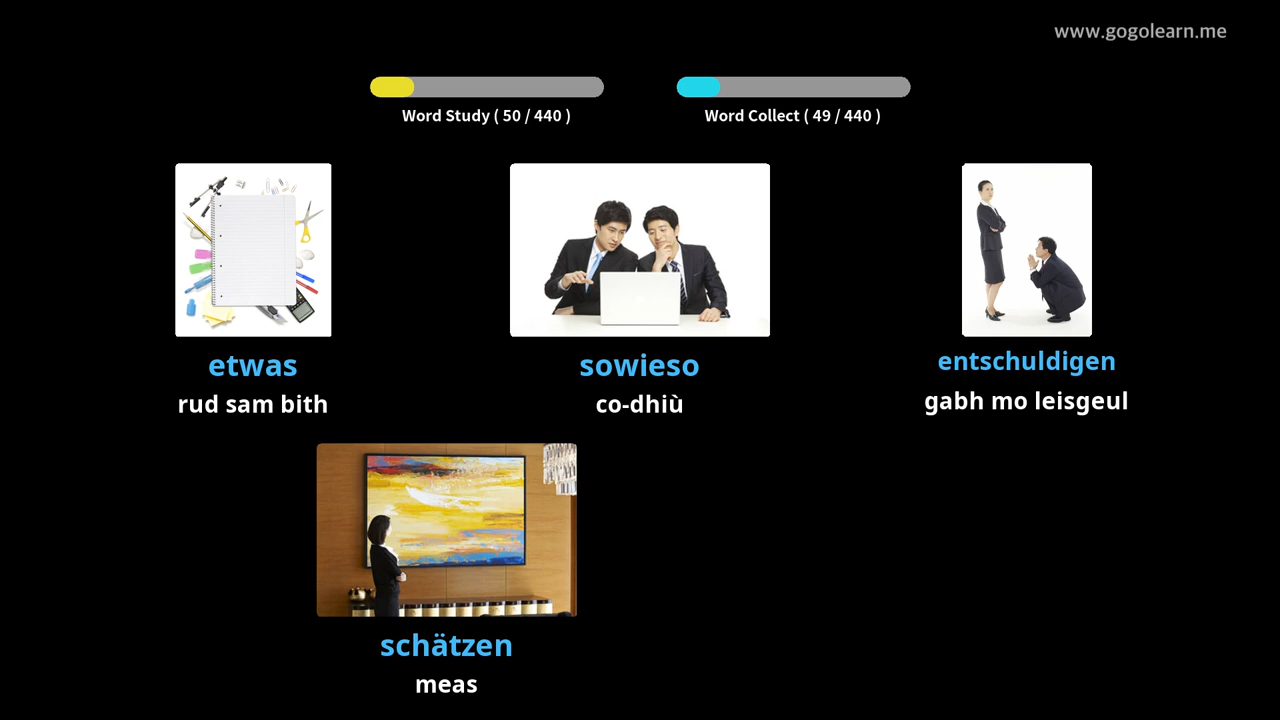 www.gogolearn.me
Word Study ( 50 / 440 )
Word Collect ( 49 / 440 )
etwas
rud sam bith
sowieso
co-dhiù
entschuldigen
gabh mo leisgeul
schätzen
meas